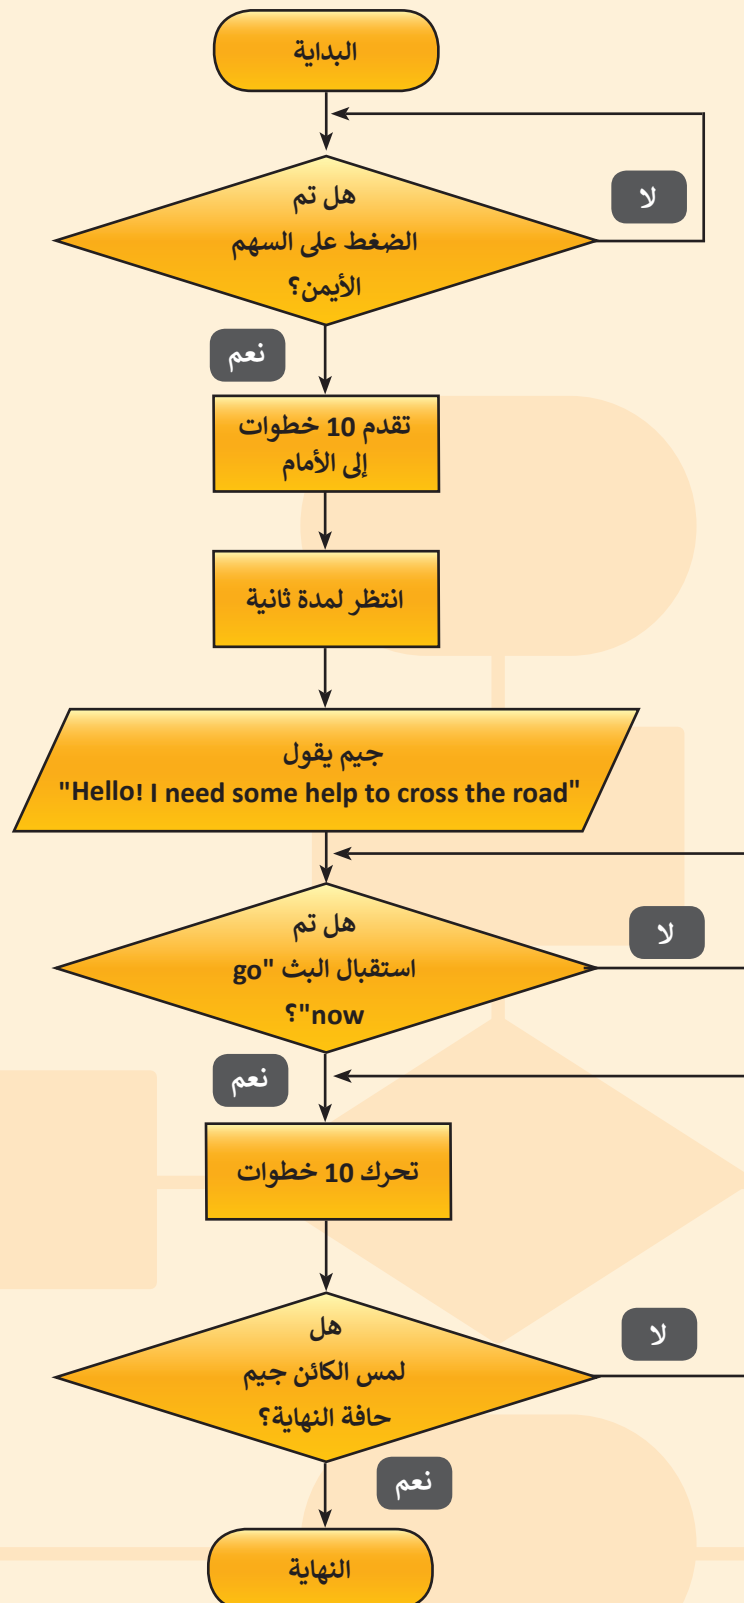 البداية
هل تم
الضغط على السهم
الأيمن؟
لا
نعم
تقدم 10 خطوات
إلى الأمام
انتظر لمدة ثانية
جيم يقول
"Hello! I need some help to cross the road"
هل تم
استقبال البث "go
now"؟
لا
نعم
تحرك 10 خطوات
هل
لمس الكائن جيم
حافة النهاية؟
لا
نعم
النهاية